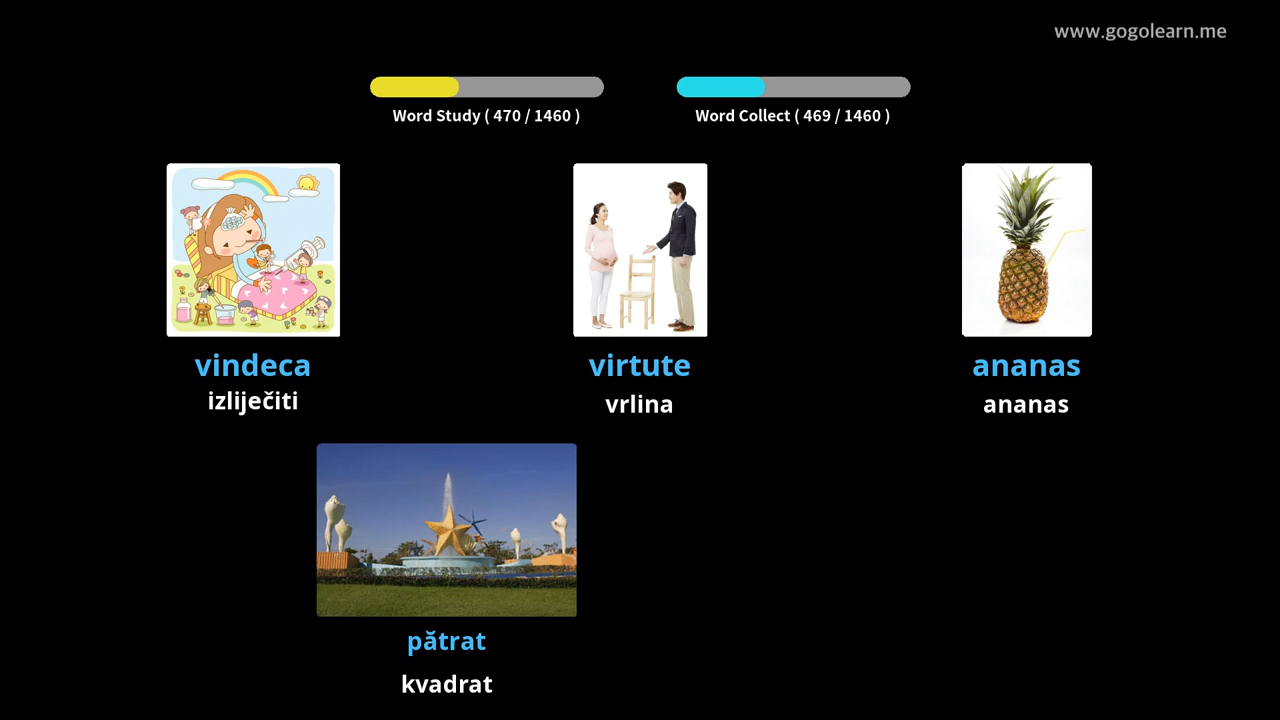 www.gogolearn.me
Word Study ( 470 / 1460 )
Word Collect ( 469 / 1460 )
vindeca
izliječiti
virtute
vrlina
ananas
ananas
pătrat
kvadrat